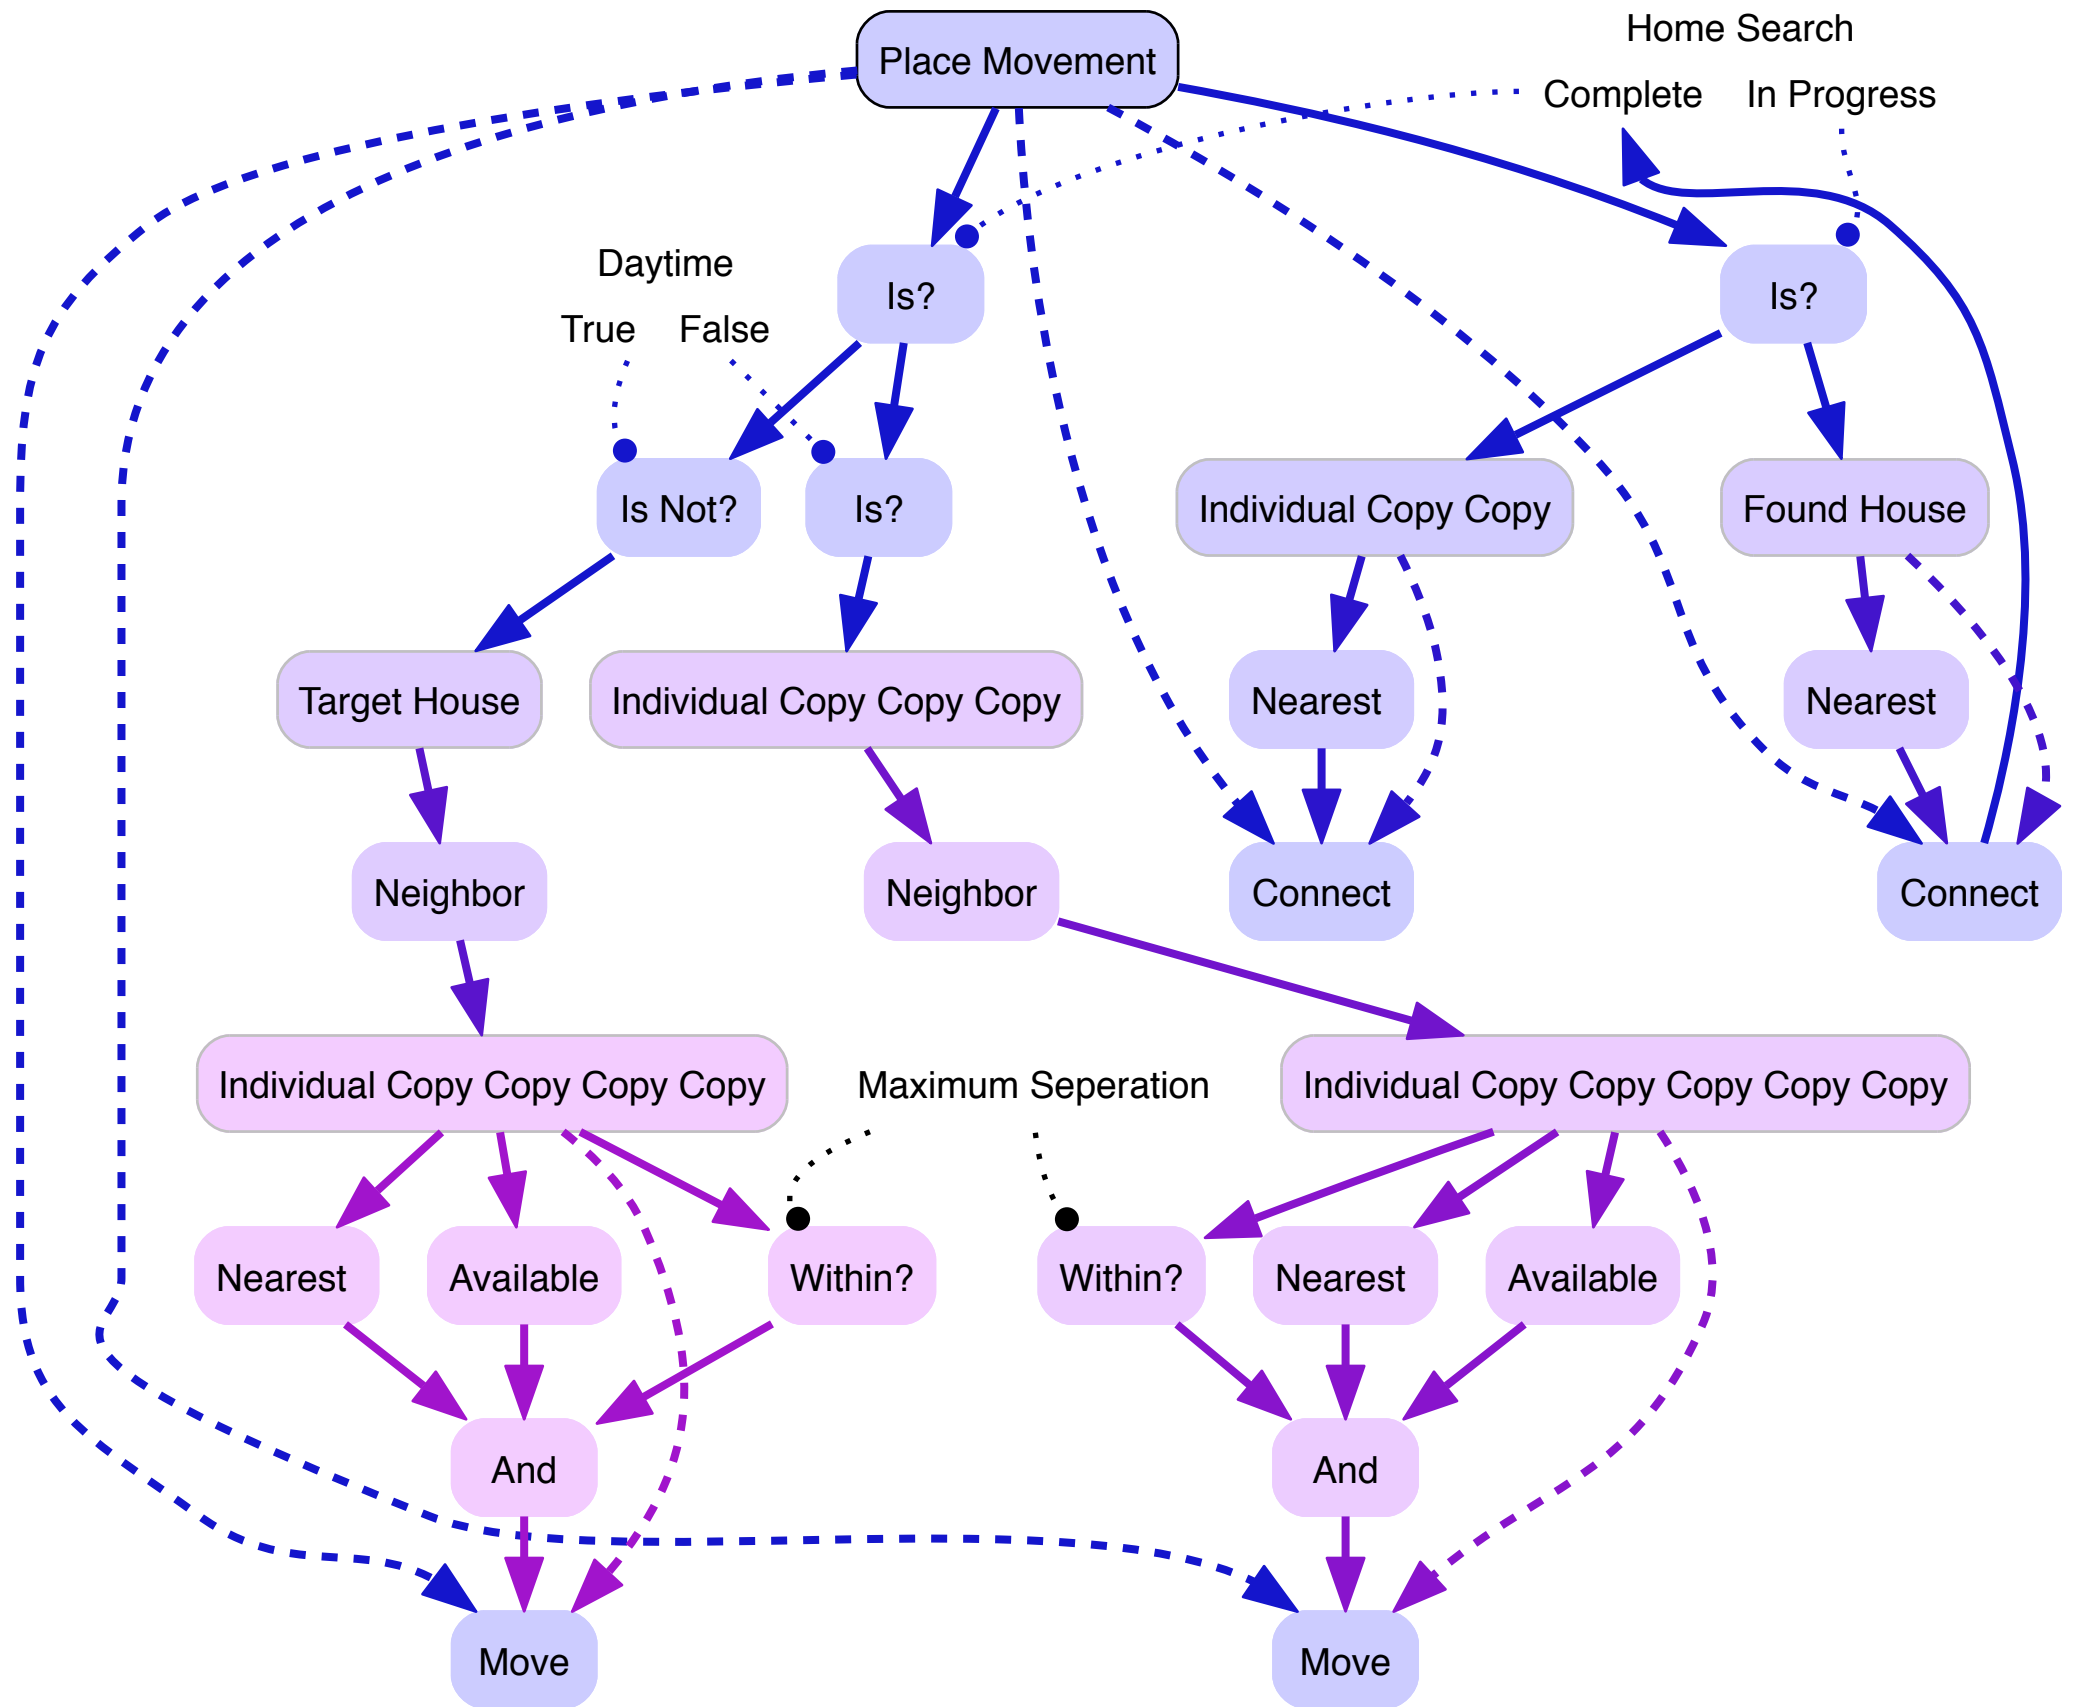 Home Search
Place Movement
Complete In Progress
Daytime
Is? Is?
True False
Is Not? Is? Individual Copy Copy Found House
Target House Individual Copy Copy Copy Nearest Nearest
Neighbor Neighbor Connect Connect
Individual Copy Copy Copy Copy Maximum Seperation Individual Copy Copy Copy Copy Copy
Nearest Available Within? Within? Nearest Available
And And
Move Move